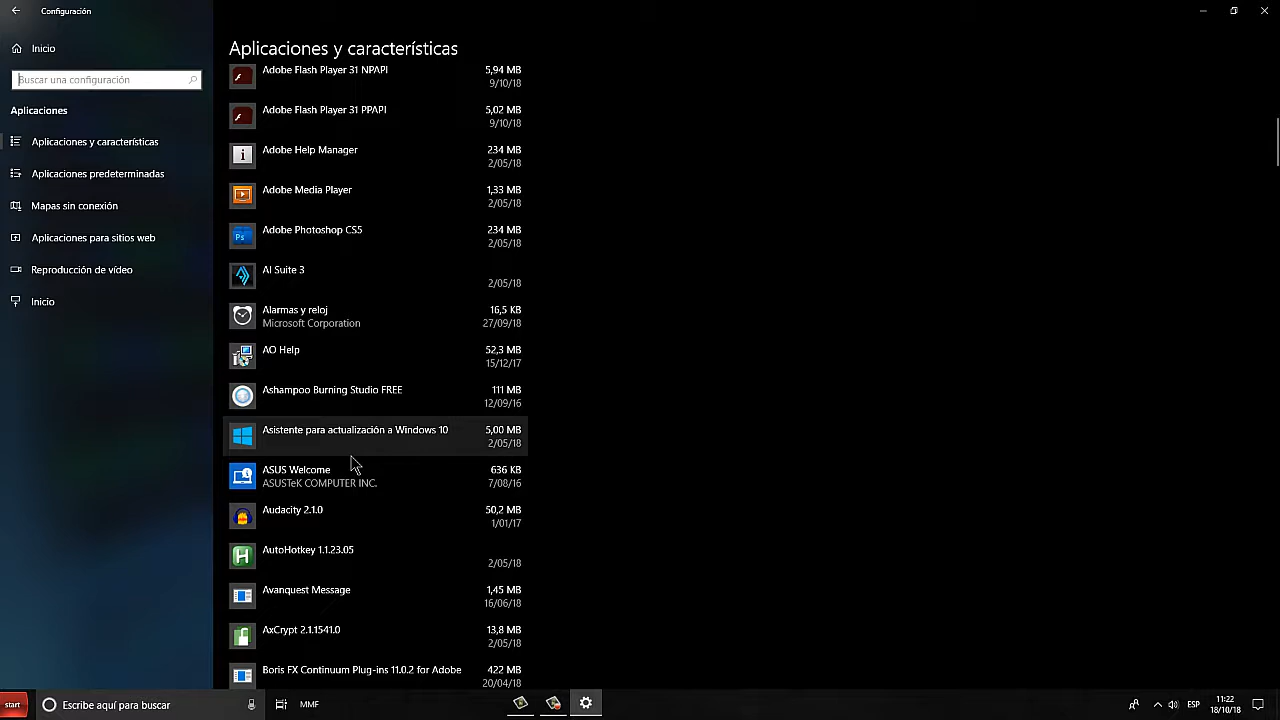 Configuración
Inicio
Buscar una configuración
Aplicaciones
Aplicaciones y características
Aplicaciones predeterminadas
Mapas sin conexión
Aplicaciones para sitios web
Reproducción de vídeo
Inicio
Aplicaciones y características
Adobe Flash Player 31 NPAPI 5,94 MB
9/10/18
Adobe Flash Player 31 PPAPI 5,02 MB
9/10/18
Adobe Help Manager 234 MB
2/05/18
Adobe Media Player 1,33 MB
2/05/18
Ps
Adobe Photoshop CS5 234 MB
2/05/18
AI Suite 3
2/05/18
Alarmas y reloj 16,5 KB
Microsoft Corporation 27/09/18
AO Help 52,3 MB
15/12/17
Ashampoo Burning Studio FREE 111 MB
12/09/16
Asistente para actualización a Windows 10 5,00 MB
2/05/18
ASUS Welcome 636 KB
ASUSTeK COMPUTER INC. 7/08/16
Audacity 2.1.0 50,2 MB
1/01/17
H
AutoHotkey 1.1.23.05
2/05/18
Avanquest Message 1,45 MB
16/06/18
AxCrypt 2.1.1541.0 13,8 MB
2/05/18
Boris FX Continuum Plug-ins 11.0.2 for Adobe 422 MB
20/04/18
start
Escribe aquí para buscar
MMF
ESP
11:22
18/10/18